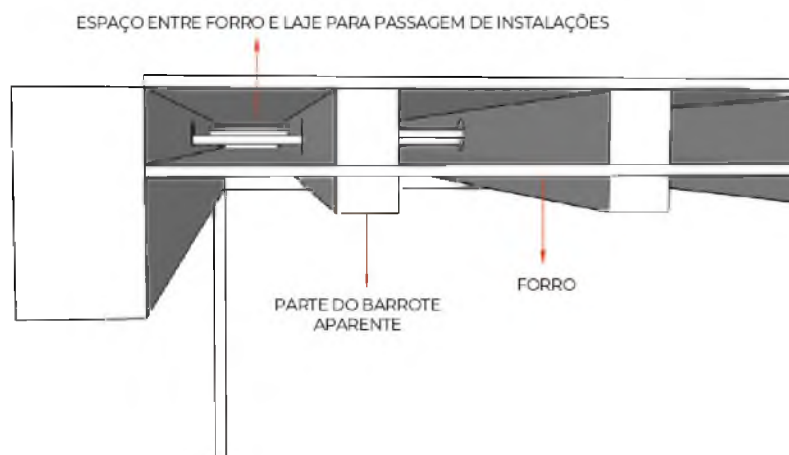 ESPAÇO ENTRE FORRO E LAJE PARA PASSAGEM DE INSTALAÇÕES
FORRO
PARTE DO BARROTE
APARENTE